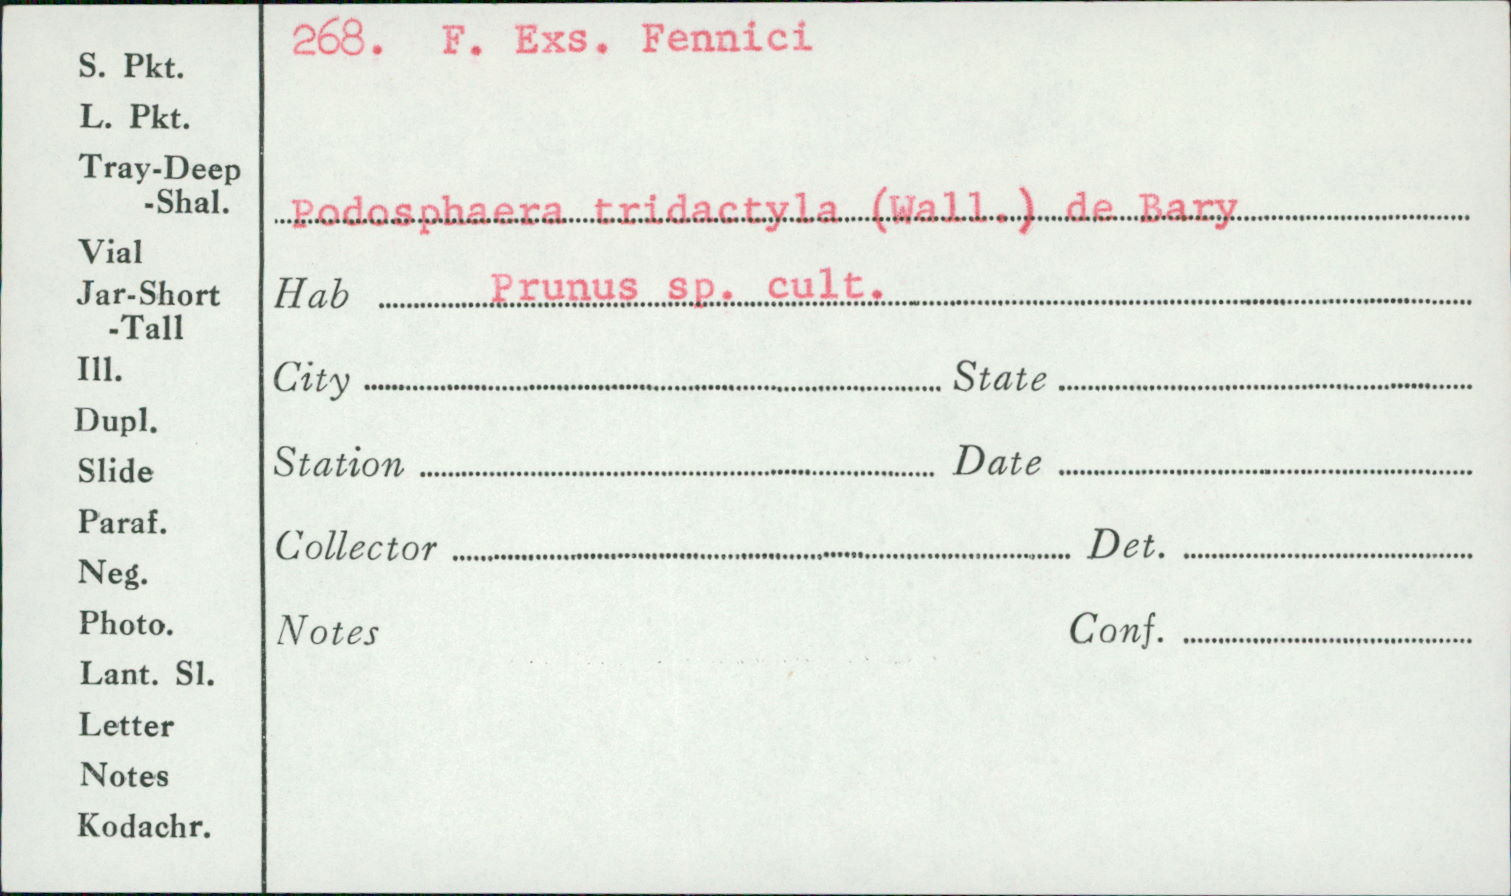 268. F. Exs. Fennici
S. Pkt.
L. Pkt.
Tray-Deep
-Shal.
Podosphaera tridactyla (Wall.) de Bary
Vial
Jar-Short
-Tall
Hab Prunus sp. cult.
Ill.
City State
Dupl.
Slide
Station Date
Paraf.
Collector Det.
Neg.
Photo.
Notes Conf.
Lant. Sl.
Letter
Notes
Kodachr.